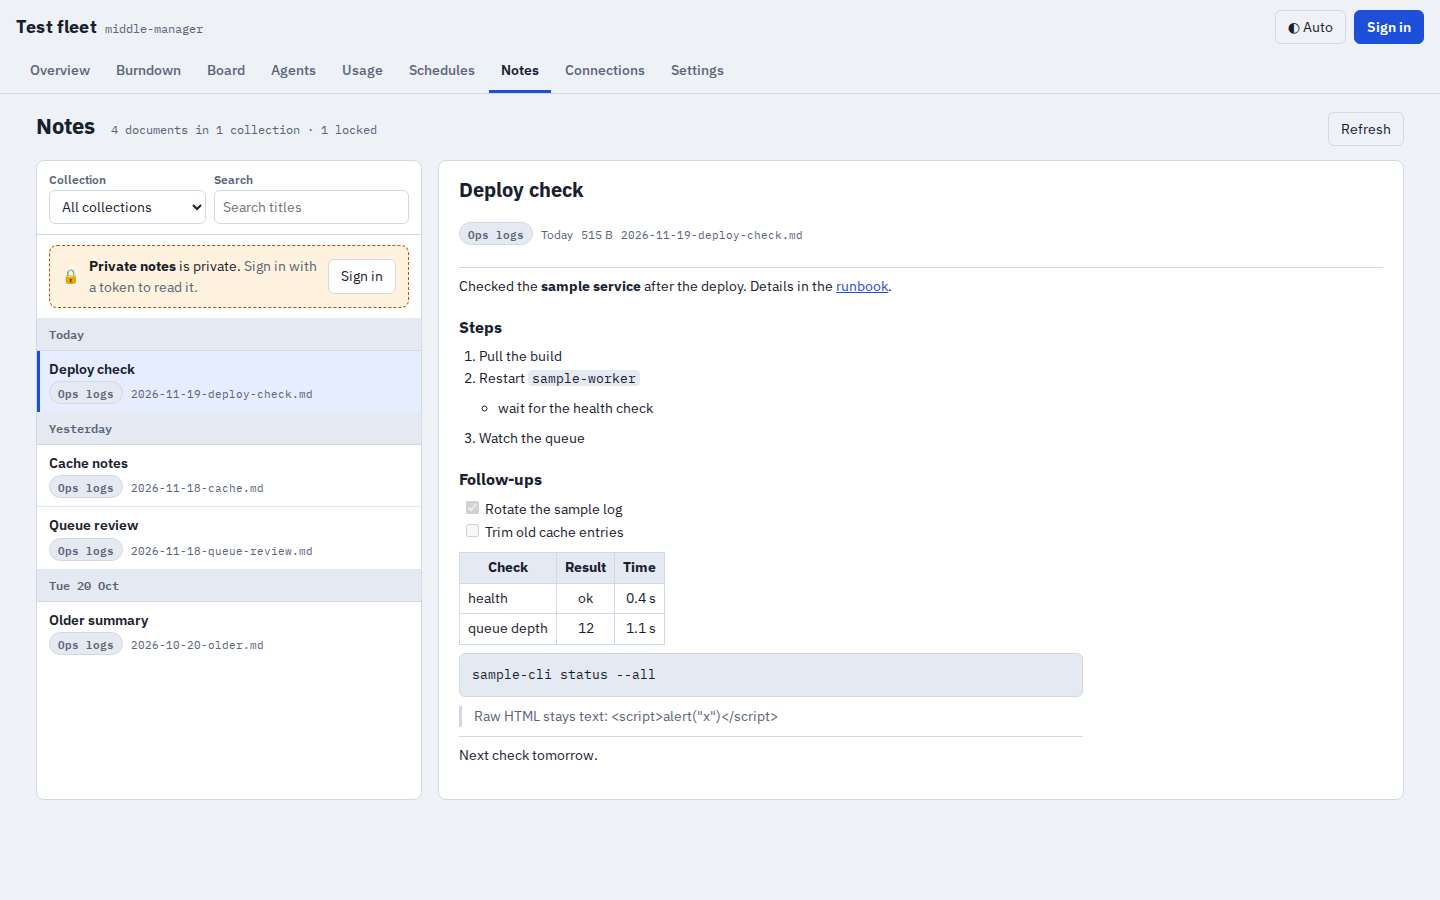 Test fleet middle-manager
◐ Auto
Sign in
Overview Burndown Board Agents Usage Schedules Notes Connections Settings
Notes 4 documents in 1 collection · 1 locked
Refresh
Collection
Search
All collections
Search titles
🔒 Private notes is private. Sign in with
a token to read it.
Sign in
Today
Deploy check
Ops logs 2026-11-19-deploy-check.md
Yesterday
Cache notes
Ops logs 2026-11-18-cache.md
Queue review
Ops logs 2026-11-18-queue-review.md
Tue 20 Oct
Older summary
Ops logs 2026-10-20-older.md
Deploy check
Ops logs Today 515 B 2026-11-19-deploy-check.md
Checked the sample service after the deploy. Details in the runbook.
Steps
1. Pull the build
2. Restart sample-worker
wait for the health check
3. Watch the queue
Follow-ups
Rotate the sample log
Trim old cache entries
Check Result Time
health ok 0.4 s
queue depth 12 1.1 s
sample-cli status --all
Raw HTML stays text: <script>alert("x")</script>
Next check tomorrow.